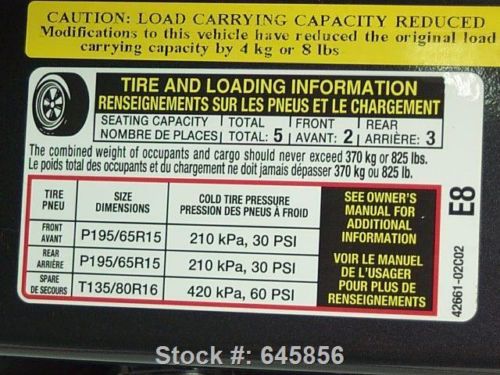 CAUTION: LOAD CARRYING CAPACITY REDUCED
Modifications to this vehicle have reduced the original load
carrying capacity by 4 kg or 8 lbs
TIRE AND LOADING INFORMATION
RENSEIGNEMENTS SUR LES PNEUS ET LE CHARGEMENT
SEATING CAPACITY TOTAL FRONT REAR
NOMBRE DE PLACES TOTAL: 5 AVANT: 2 ARRIÈRE: 3
The combined weight of occupants and cargo should never exceed 370 kg or 825 lbs.
Le poids total des occupants et du chargement ne doit jamais dépasser 370 kg ou 825 lb.
TIRE SIZE COLD TIRE PRESSURE
PNEU DIMENSIONS PRESSION DES PNEUS À FROID
FRONT
AVANT P195/65R15 210 kPa, 30 PSI
REAR
ARRIÈRE P195/65R15 210 kPa, 30 PSI
SPARE
DE SECOURS T135/80R16 420 kPa, 60 PSI
SEE OWNER'S
MANUAL FOR
ADDITIONAL
INFORMATION
VOIR LE MANUEL
DE L'USAGER
POUR PLUS DE
RENSEIGNEMENTS
E8
42661-02C02
Stock #: 645856